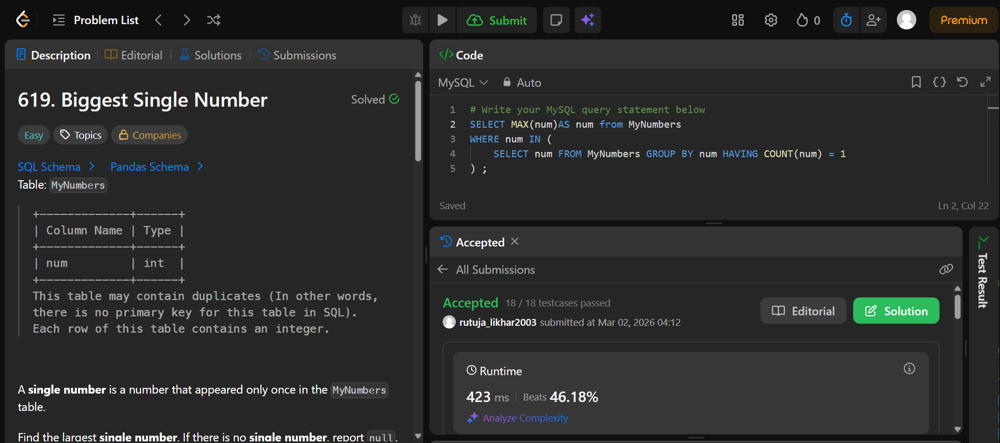 Problem List
Submit
0
Premium
Description
Editorial
Solutions
Submissions
619. Biggest Single Number
Solved
Easy
Topics
Companies
SQL Schema
Pandas Schema
Table: MyNumbers
+-------------+------+
| Column Name | Type |
+-------------+------+
| num         | int  |
+-------------+------+
This table may contain duplicates (In other words,
there is no primary key for this table in SQL).
Each row of this table contains an integer.
A single number is a number that appeared only once in the MyNumbers
table.
Find the largest single number. If there is no single number, report null.
Code
MySQL
Auto
1 # Write your MySQL query statement below
2 SELECT MAX(num)AS num from MyNumbers
3 WHERE num IN (
4     SELECT num FROM MyNumbers GROUP BY num HAVING COUNT(num) = 1
5 ) ;
Saved
Ln 2, Col 22
Accepted
All Submissions
Accepted 18 / 18 testcases passed
rutuja_likhar2003 submitted at Mar 02, 2026 04:12
Editorial
Solution
Runtime
423 ms
Beats 46.18%
Analyze Complexity
Test Result